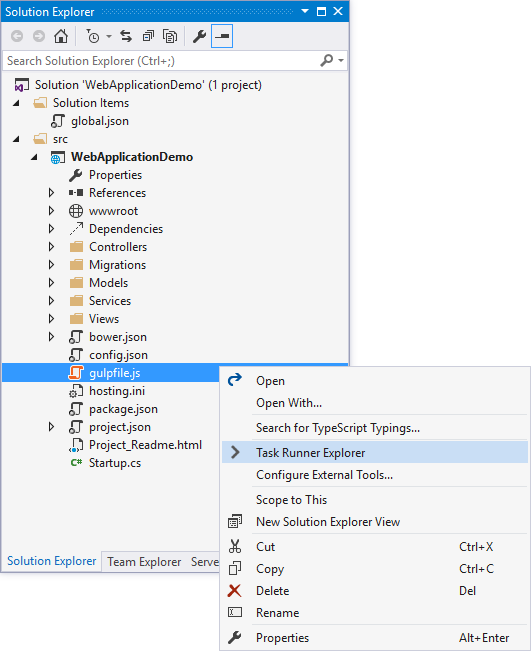 Solution Explorer
Search Solution Explorer (Ctrl+;)
Solution 'WebApplicationDemo' (1 project)
Solution Items
global.json
src
WebApplicationDemo
Properties
References
wwwroot
Dependencies
Controllers
Migrations
Models
Services
Views
bower.json
config.json
gulpfile.js
hosting.ini
package.json
project.json
Project_Readme.html
Startup.cs
C#
Solution Explorer Team Explorer Serve
Open
Open With...
Search for TypeScript Typings...
Task Runner Explorer
Configure External Tools...
Scope to This
New Solution Explorer View
Cut Ctrl+X
Copy Ctrl+C
Delete Del
Rename
Properties Alt+Enter